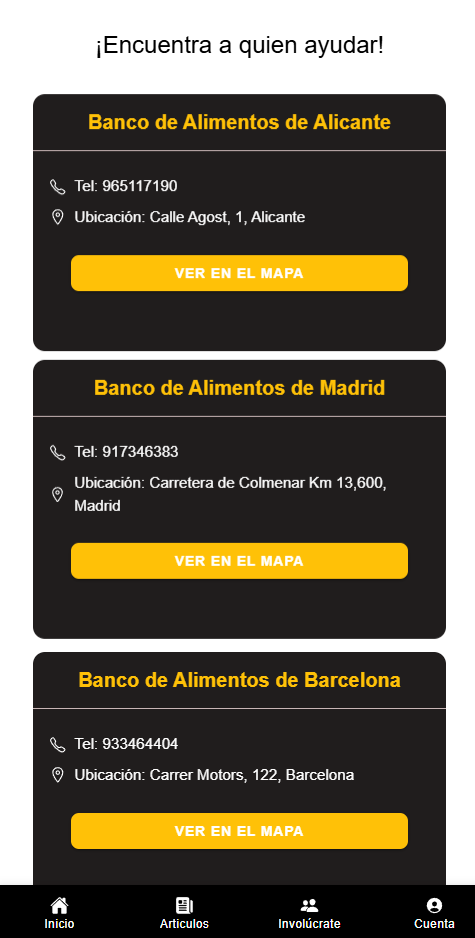 ¡Encuentra a quien ayudar!
Banco de Alimentos de Alicante
Tel: 965117190
Ubicación: Calle Agost, 1, Alicante
VER EN EL MAPA
Banco de Alimentos de Madrid
Tel: 917346383
Ubicación: Carretera de Colmenar Km 13,600,
Madrid
VER EN EL MAPA
Banco de Alimentos de Barcelona
Tel: 933464404
Ubicación: Carrer Motors, 122, Barcelona
VER EN EL MAPA
Inicio
Articulos
Involúcrate
Cuenta